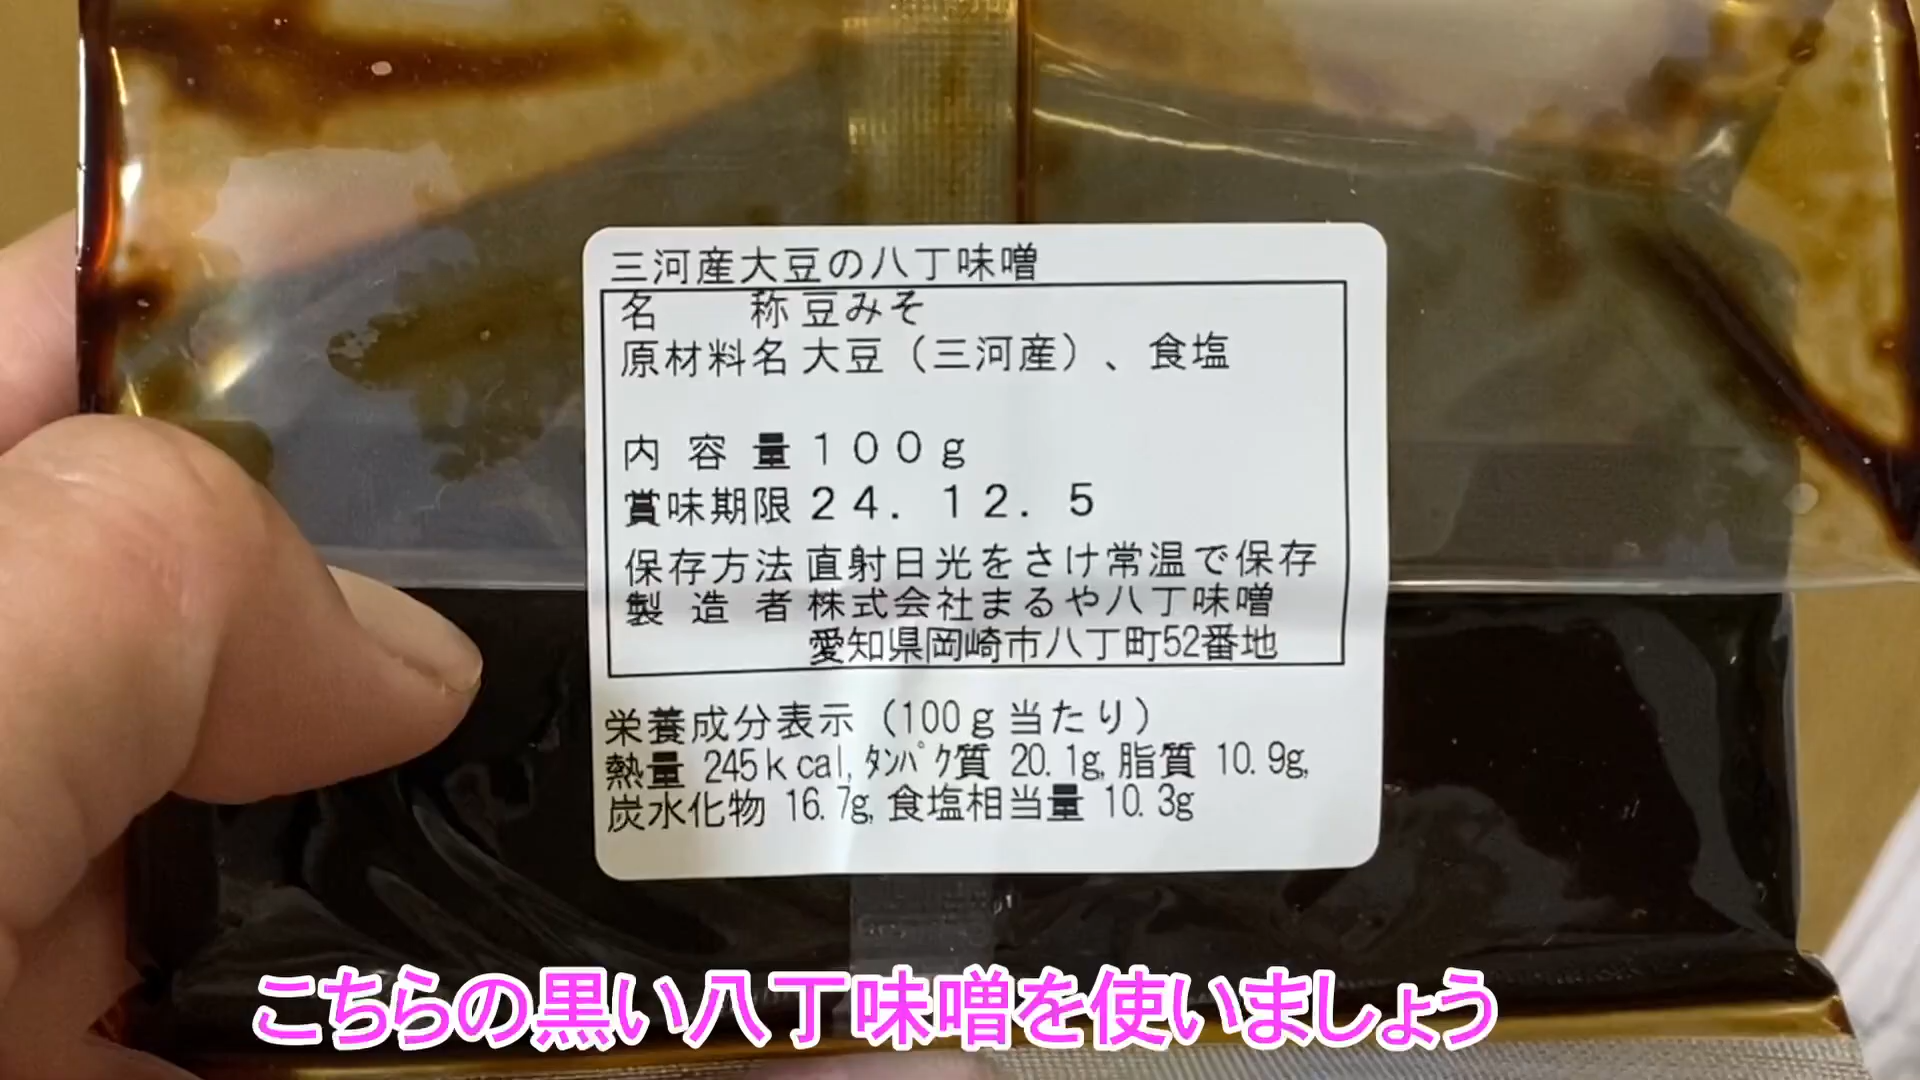 三河産大豆の八丁味噌
名　　称 豆みそ
原材料名 大豆（三河産）、食塩
内 容 量 １００ｇ
賞味期限 ２４．１２．５
保存方法 直射日光をさけ常温で保存
製 造 者 株式会社まるや八丁味噌
愛知県岡崎市八丁町52番地
栄養成分表示（100ｇ当たり）
熱量 245ｋcal, ﾀﾝﾊﾟｸ質 20.1g, 脂質 10.9g,
炭水化物 16.7g, 食塩相当量 10.3g
こちらの黒い八丁味噌を使いましょう